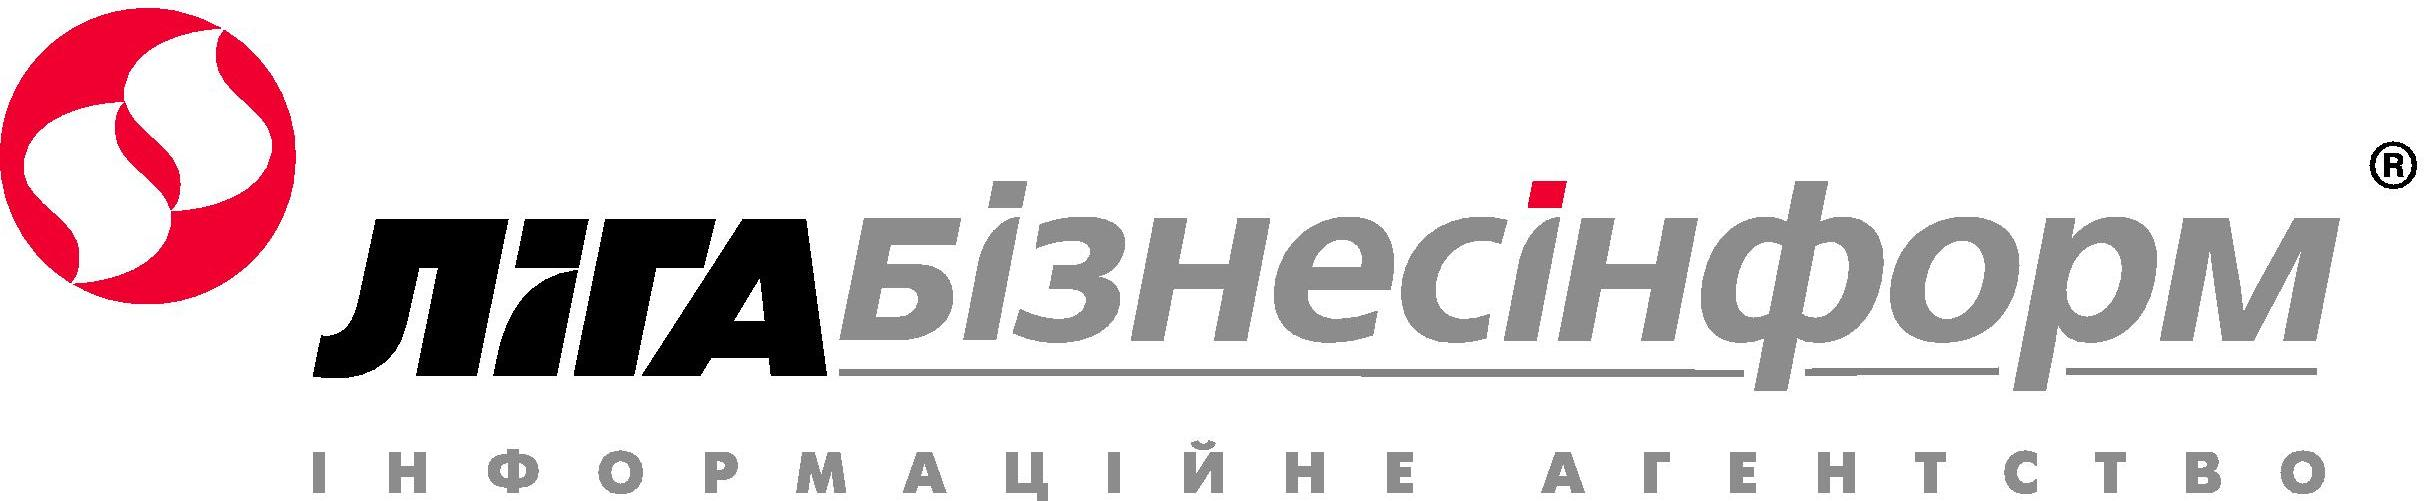 ЛІГАБізнесінформ ®
ІНФОРМАЦІЙНЕ АГЕНТСТВО